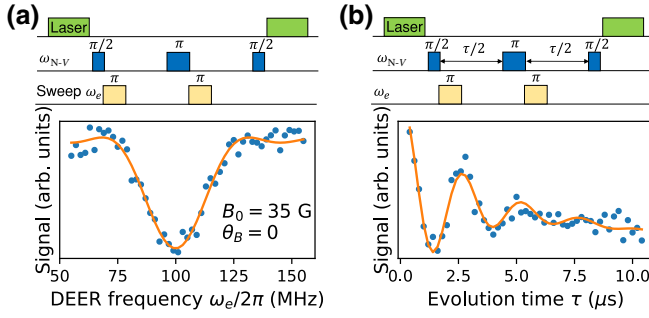 (a)
Laser
π/2 π π/2
ω_N-V
π π
Sweep ω_e
Signal (arb. units)
B_0 = 35 G
θ_B = 0
50 75 100 125 150
DEER frequency ω_e/2π (MHz)
(b)
Laser
π/2 τ/2 π τ/2 π/2
ω_N-V
π π
ω_e
Signal (arb. units)
0.0 2.5 5.0 7.5 10.0
Evolution time τ (μs)